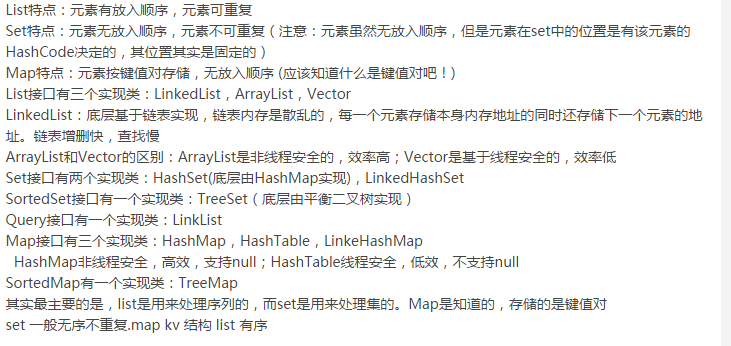 List特点：元素有放入顺序，元素可重复
Set特点：元素无放入顺序，元素不可重复（注意：元素虽然无放入顺序，但是元素在set中的位置是有该元素的
HashCode决定的，其位置其实是固定的）
Map特点：元素按键值对存储，无放入顺序 (应该知道什么是键值对吧！)
List接口有三个实现类：LinkedList，ArrayList，Vector
LinkedList：底层基于链表实现，链表内存是散乱的，每一个元素存储本身内存地址的同时还存储下一个元素的地
址。链表增删快，查找慢
ArrayList和Vector的区别：ArrayList是非线程安全的，效率高；Vector是基于线程安全的，效率低
Set接口有两个实现类：HashSet(底层由HashMap实现)，LinkedHashSet
SortedSet接口有一个实现类：TreeSet（底层由平衡二叉树实现）
Query接口有一个实现类：LinkList
Map接口有三个实现类：HashMap，HashTable，LinkeHashMap
HashMap非线程安全，高效，支持null；HashTable线程安全，低效，不支持null
SortedMap有一个实现类：TreeMap
其实最主要的是，list是用来处理序列的，而set是用来处理集的。Map是知道的，存储的是键值对
set 一般无序不重复.map kv 结构 list 有序